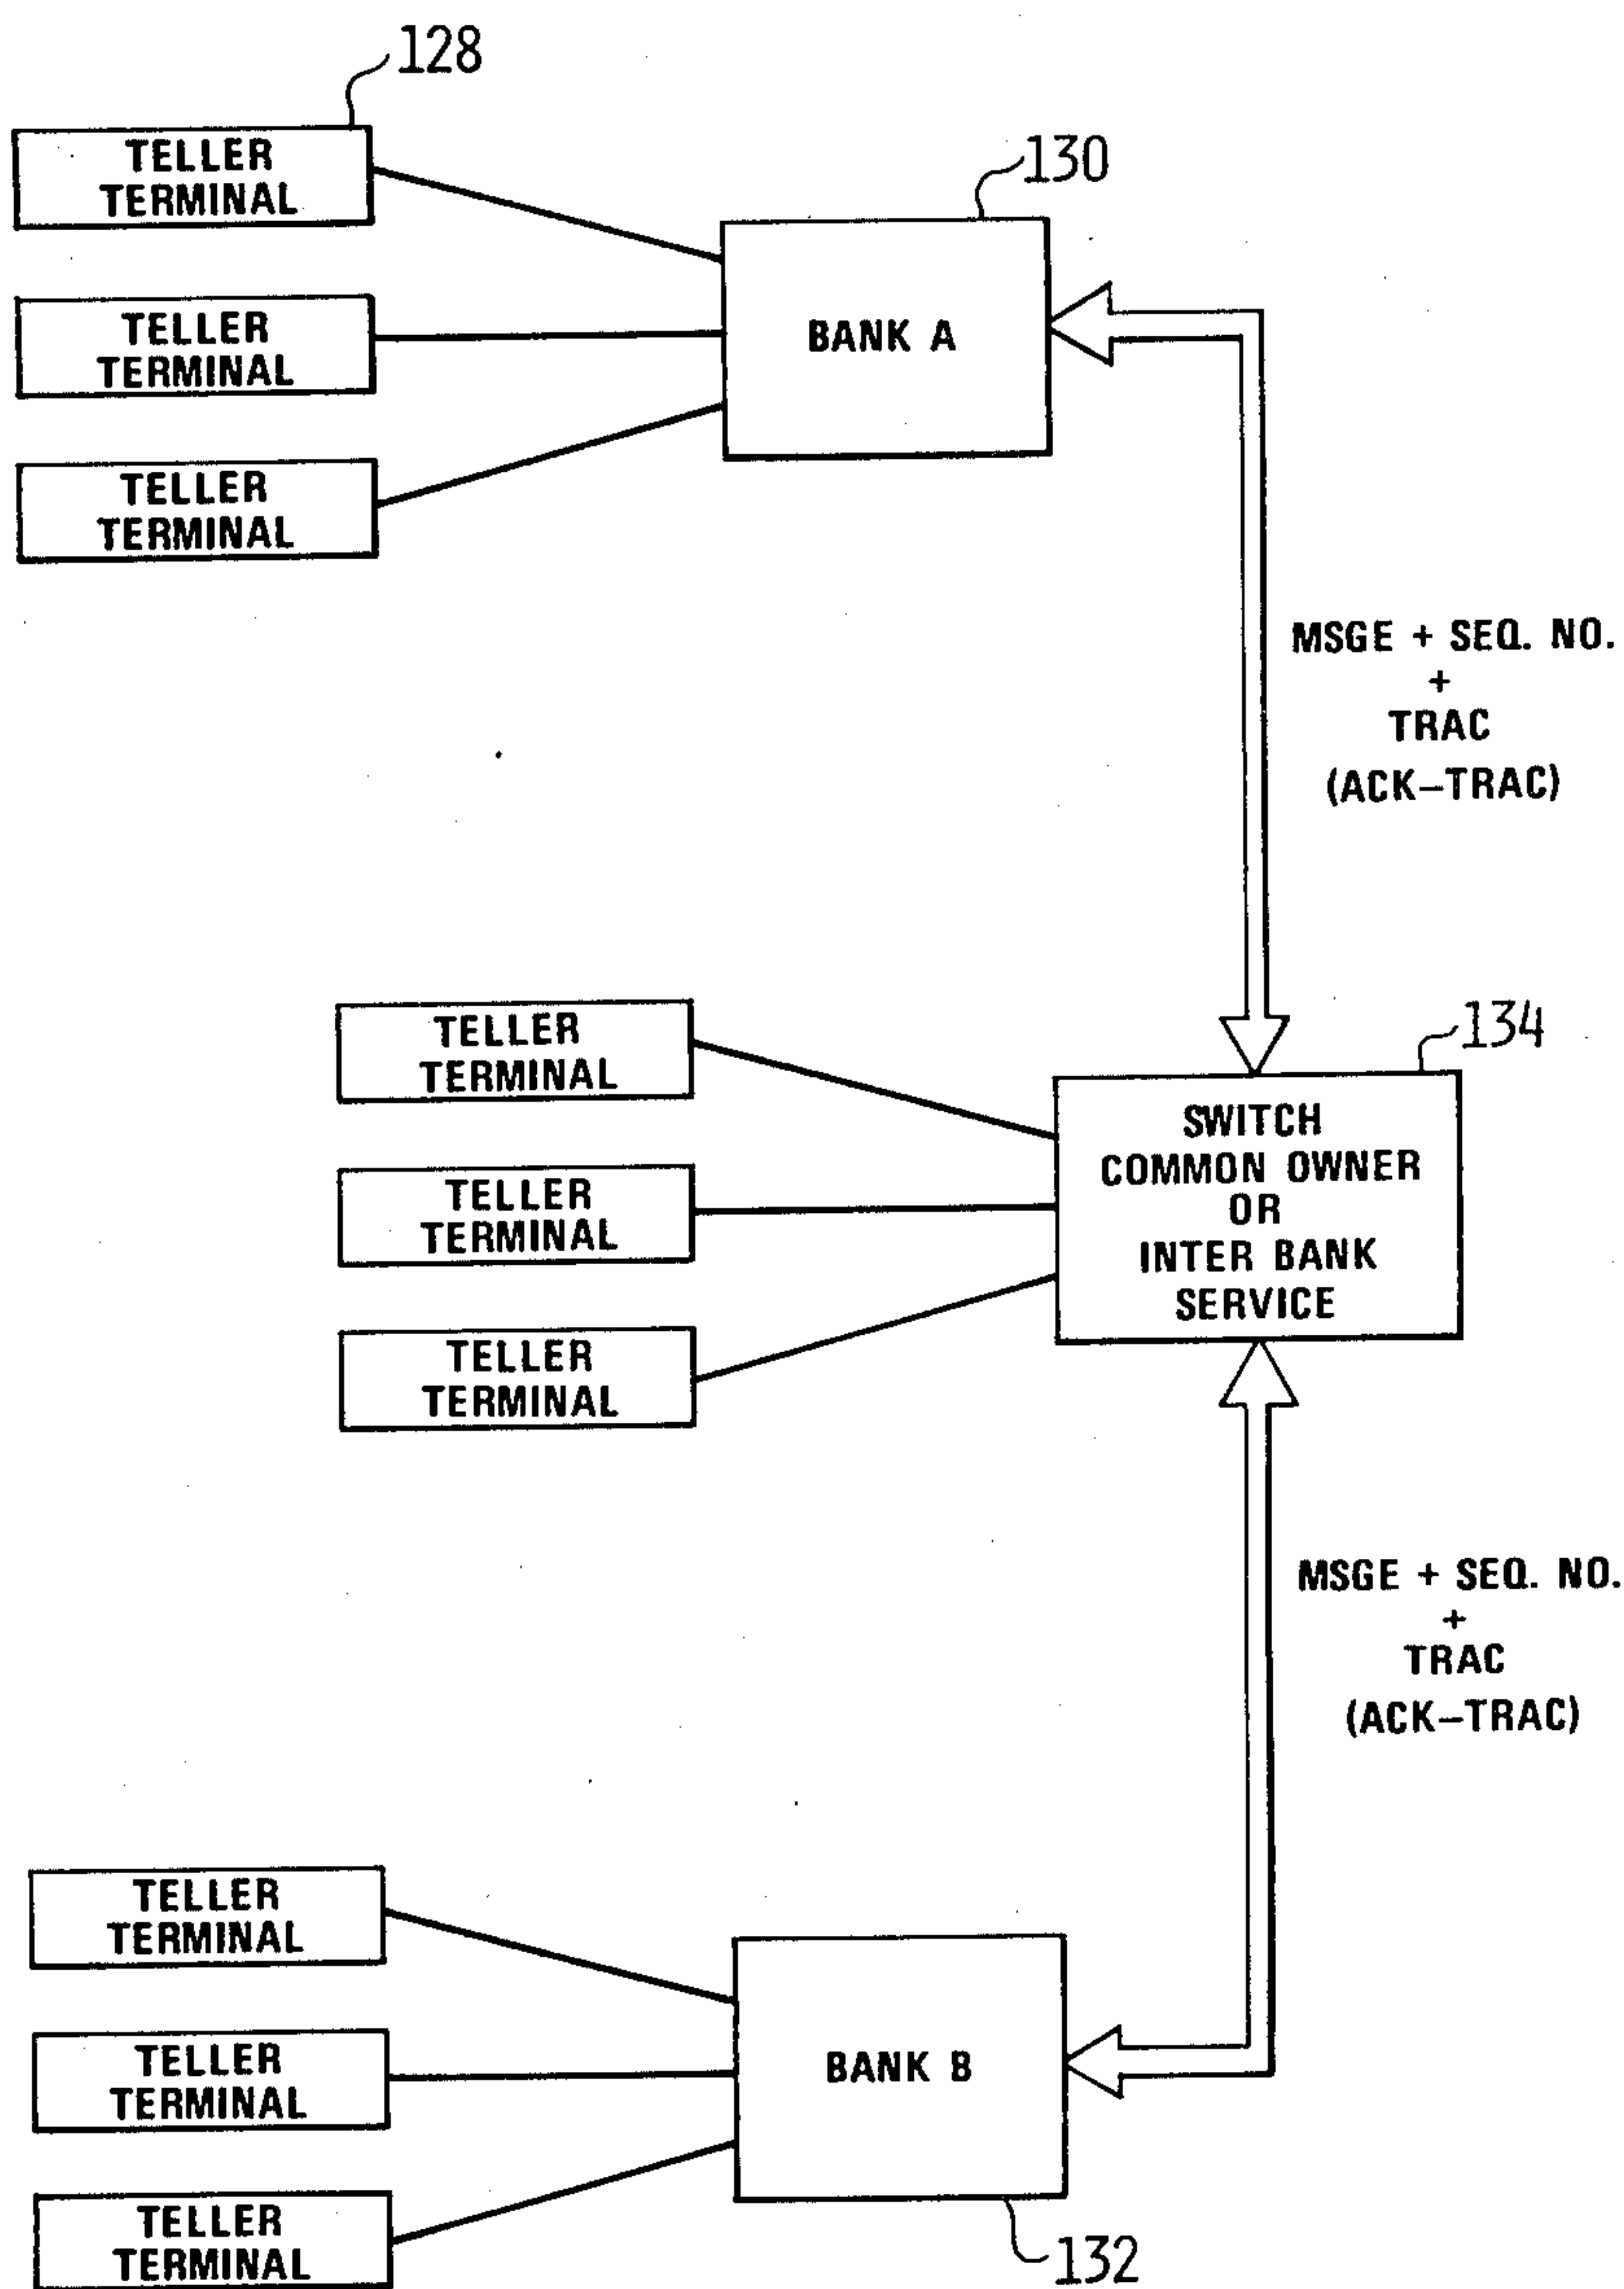 128
TELLER
TERMINAL
130
TELLER
TERMINAL
BANK A
TELLER
TERMINAL
MSGE + SEQ. NO.
+
TRAC
(ACK–TRAC)
TELLER
TERMINAL
134
SWITCH
COMMON OWNER
OR
INTER BANK
SERVICE
TELLER
TERMINAL
TELLER
TERMINAL
MSGE + SEQ. NO.
+
TRAC
(ACK–TRAC)
TELLER
TERMINAL
TELLER
TERMINAL
BANK B
TELLER
TERMINAL
132